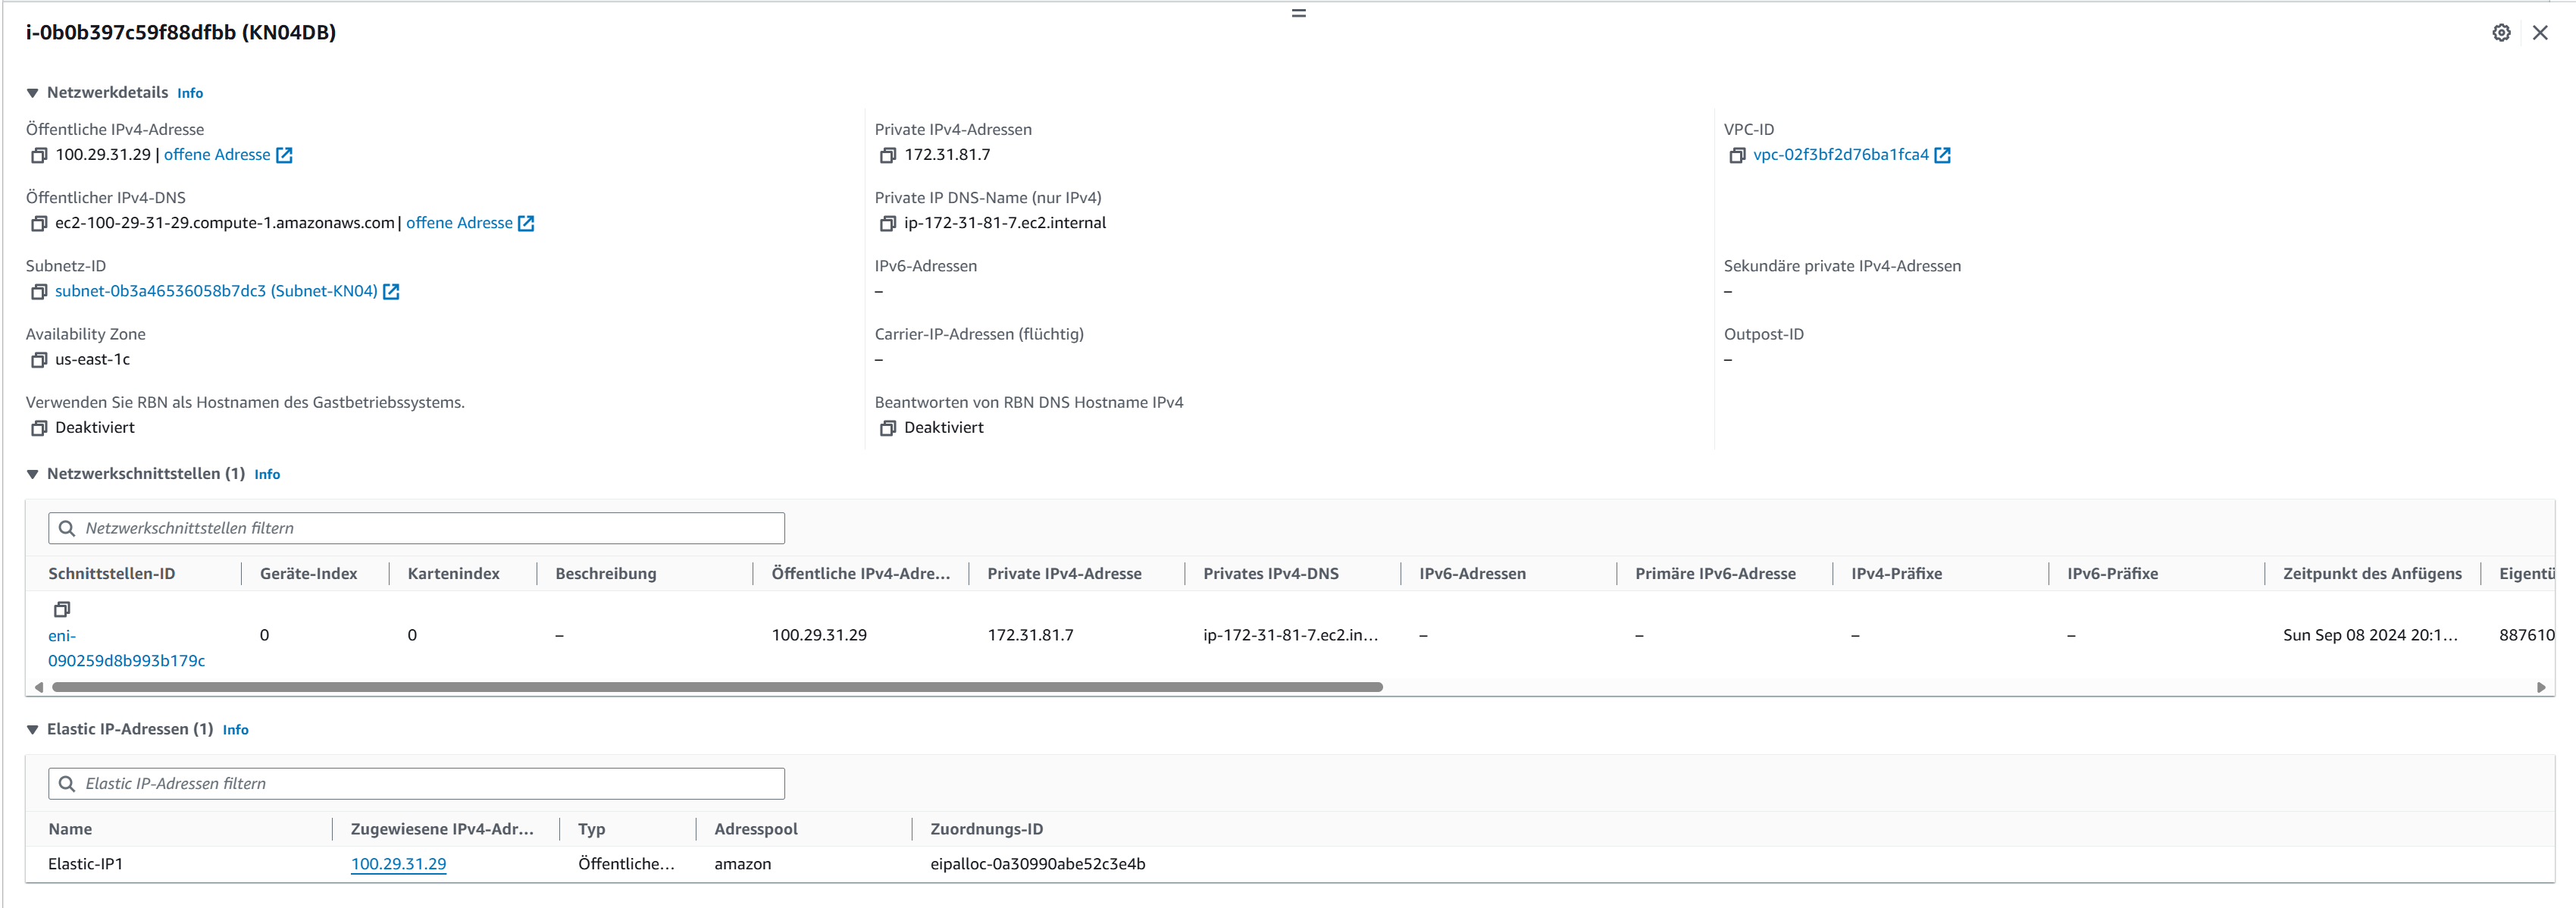 i-0b0b397c59f88dfbb (KN04DB)
Netzwerkdetails Info
Öffentliche IPv4-Adresse
100.29.31.29 | offene Adresse
Private IPv4-Adressen
172.31.81.7
VPC-ID
vpc-02f3bf2d76ba1fca4
Öffentlicher IPv4-DNS
ec2-100-29-31-29.compute-1.amazonaws.com | offene Adresse
Private IP DNS-Name (nur IPv4)
ip-172-31-81-7.ec2.internal
Subnetz-ID
subnet-0b3a46536058b7dc3 (Subnet-KN04)
IPv6-Adressen
–
Sekundäre private IPv4-Adressen
–
Availability Zone
us-east-1c
Carrier-IP-Adressen (flüchtig)
–
Outpost-ID
–
Verwenden Sie RBN als Hostnamen des Gastbetriebssystems.
Deaktiviert
Beantworten von RBN DNS Hostname IPv4
Deaktiviert
Netzwerkschnittstellen (1) Info
Netzwerkschnittstellen filtern
Schnittstellen-ID Geräte-Index Kartenindex Beschreibung Öffentliche IPv4-Adre... Private IPv4-Adresse Privates IPv4-DNS IPv6-Adressen Primäre IPv6-Adresse IPv4-Präfixe IPv6-Präfixe Zeitpunkt des Anfügens Eigentü
eni-
090259d8b993b179c 0 0 – 100.29.31.29 172.31.81.7 ip-172-31-81-7.ec2.in... – – – – Sun Sep 08 2024 20:1... 887610
Elastic IP-Adressen (1) Info
Elastic IP-Adressen filtern
Name Zugewiesene IPv4-Adr... Typ Adresspool Zuordnungs-ID
Elastic-IP1 100.29.31.29 Öffentliche... amazon eipalloc-0a30990abe52c3e4b